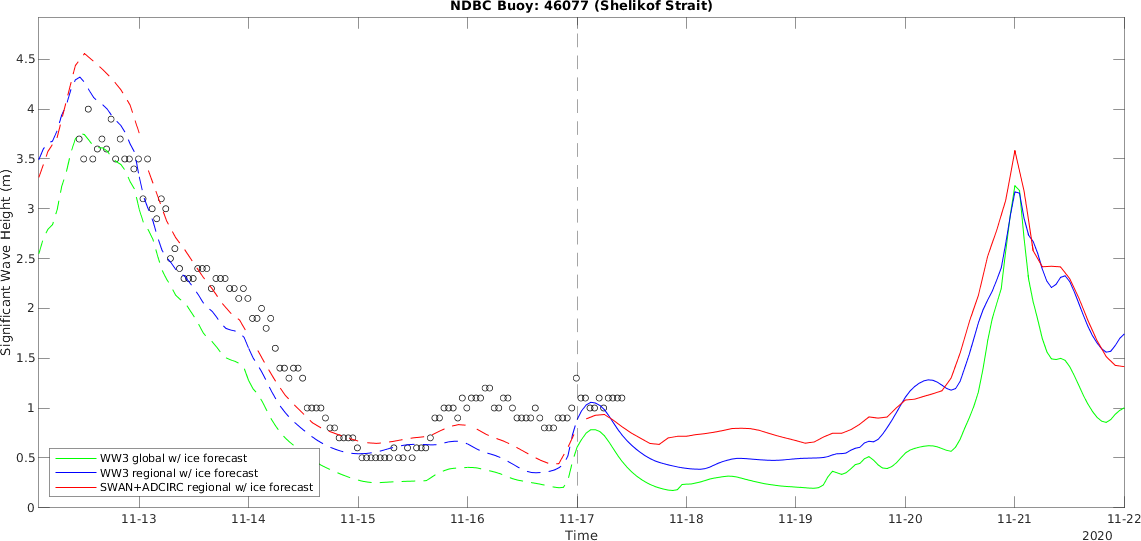 NDBC Buoy: 46077 (Shelikof Strait)
Significant Wave Height (m)
4.5
4
3.5
3
2.5
2
1.5
1
0.5
0
WW3 global w/ ice forecast
WW3 regional w/ ice forecast
SWAN+ADCIRC regional w/ ice forecast
11-13 11-14 11-15 11-16 11-17 11-18 11-19 11-20 11-21 11-22
Time
2020